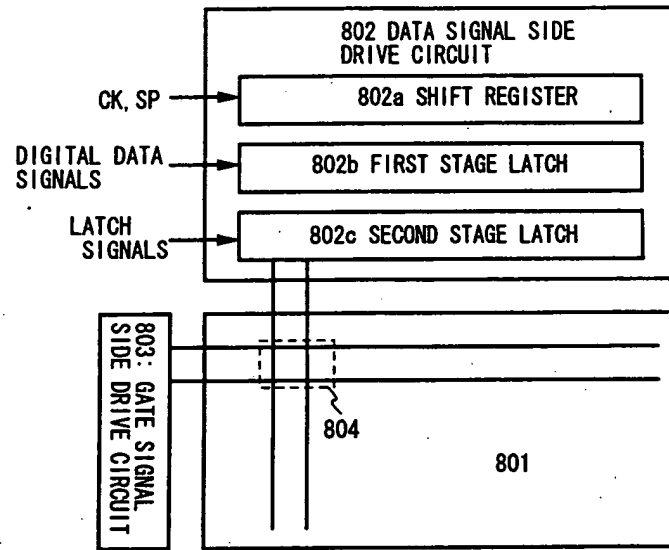 802 DATA SIGNAL SIDE
DRIVE CIRCUIT
CK, SP
802a SHIFT REGISTER
DIGITAL DATA
SIGNALS
802b FIRST STAGE LATCH
LATCH
SIGNALS
802c SECOND STAGE LATCH
803: GATE SIGNAL
SIDE DRIVE CIRCUIT
804
801